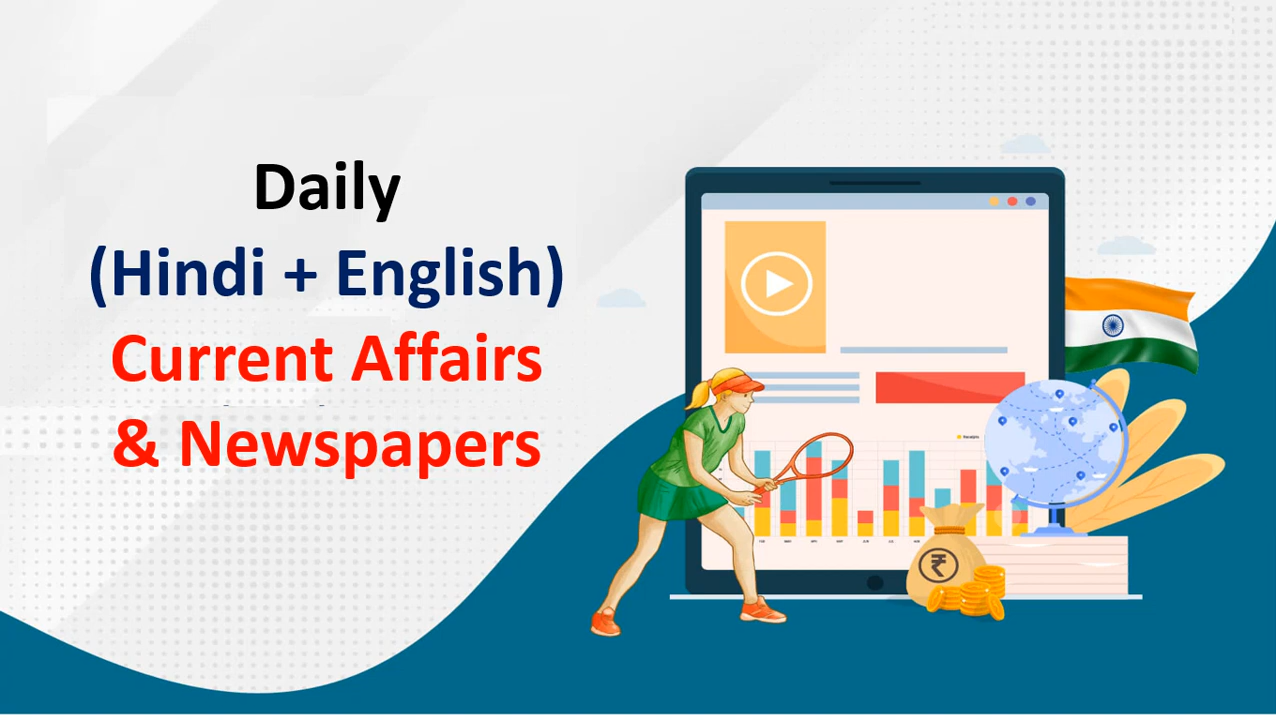 Daily
(Hindi + English)
Current Affairs
& Newspapers
₹